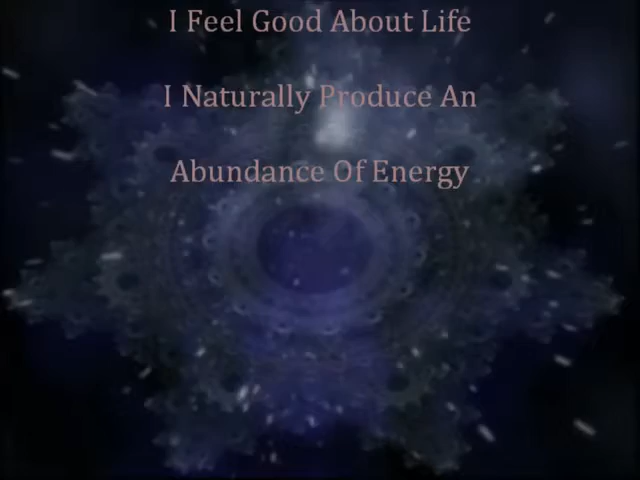 I Feel Good About Life
I Naturally Produce An
Abundance Of Energy